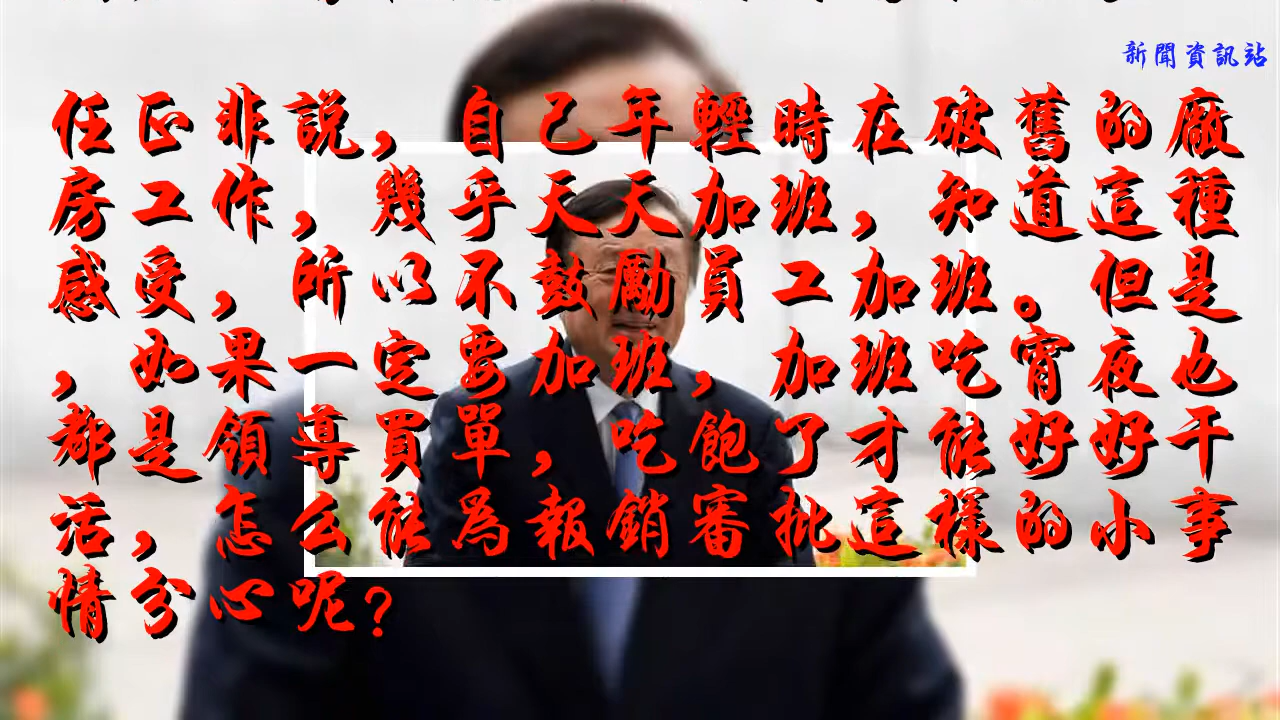 新聞資訊站
任正非説，自己年輕時在破舊的廠
房工作，幾乎天天加班，知道這種
感受，所以不鼓勵員工加班。但是
，如果一定要加班，加班吃宵夜也
都是領導買單，吃飽了才能好好干
活，怎么能爲報銷審批這樣的小事
情分心呢？